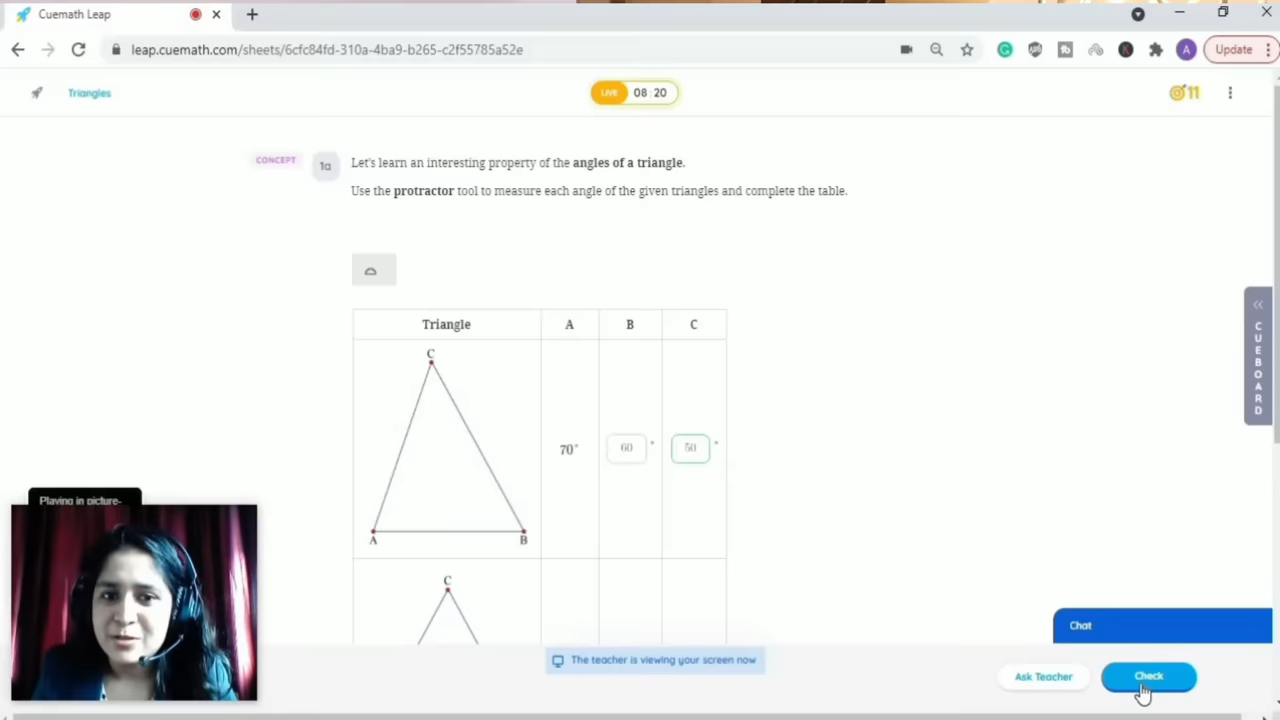 Cuemath Leap
leap.cuemath.com/sheets/6cfc84fd-310a-4ba9-b265-c2f55785a52e
A
Update
Triangles
LIVE 08:20
11
CONCEPT
1a
Let's learn an interesting property of the angles of a triangle.
Use the protractor tool to measure each angle of the given triangles and complete the table.
Triangle A B C
C
70° 60 ° 50 °
A B
C
CUEBOARD
Playing in picture-
Chat
The teacher is viewing your screen now
Ask Teacher
Check